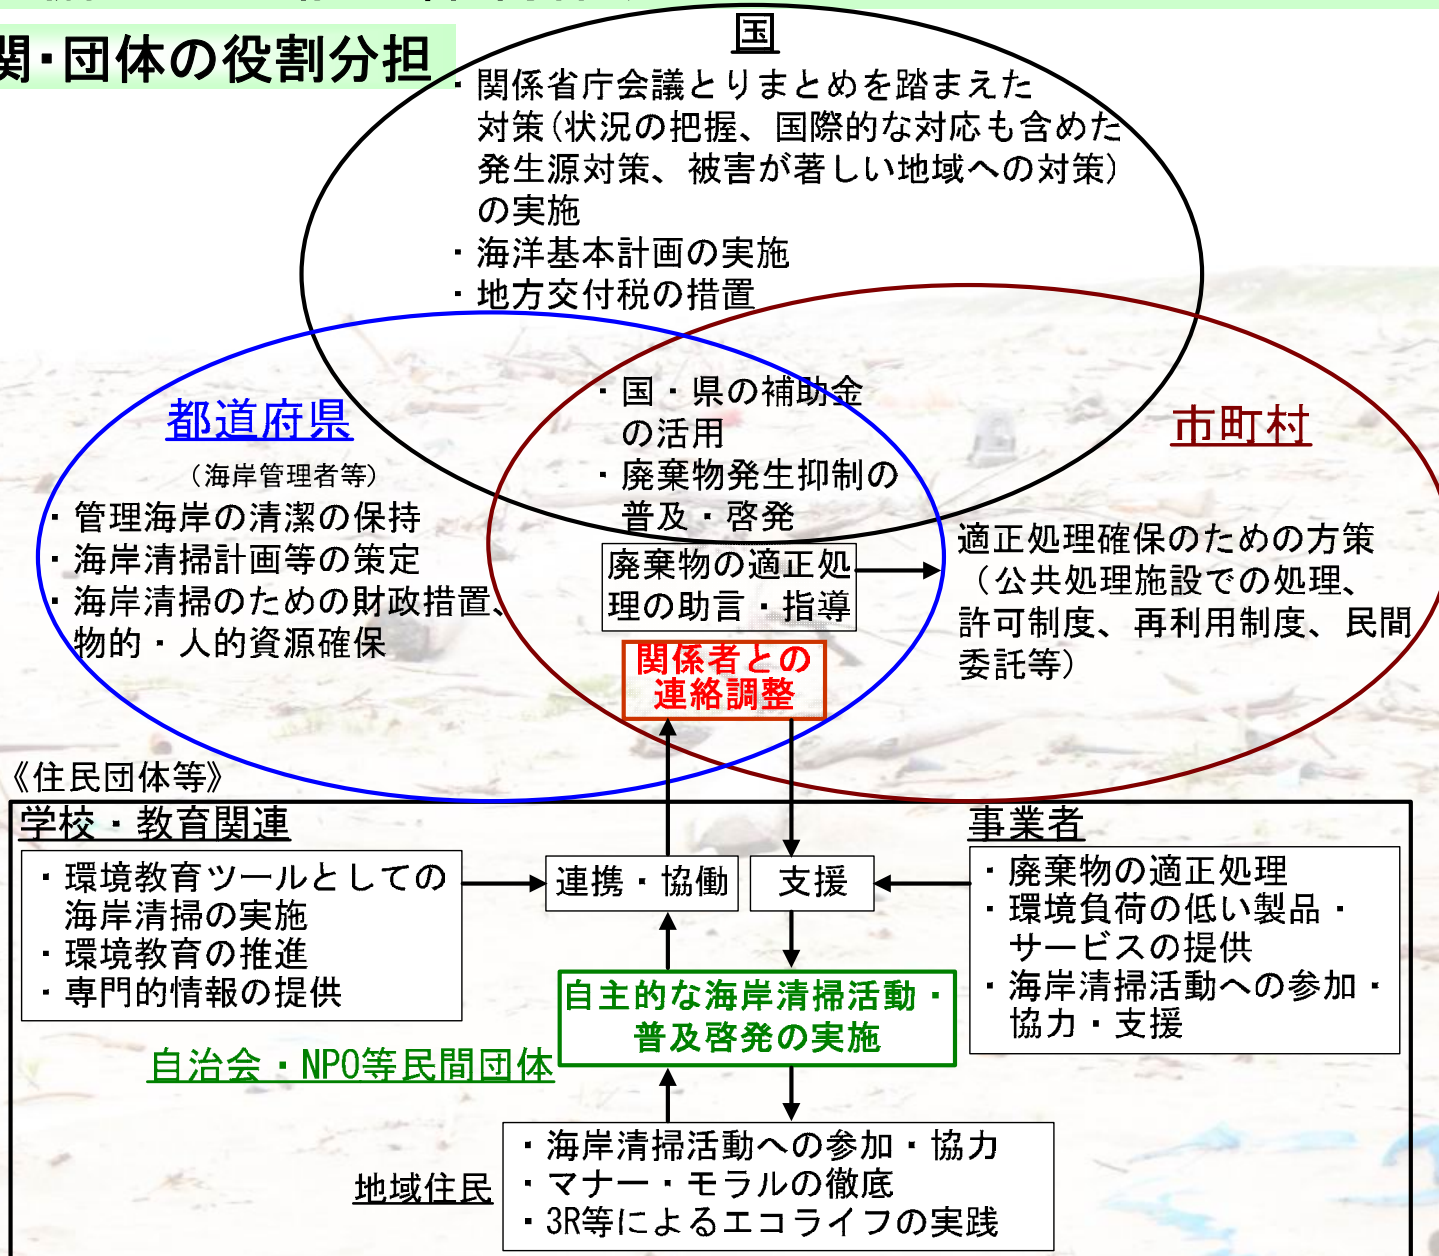 関・団体の役割分担
国
・関係省庁会議とりまとめを踏まえた
対策(状況の把握、国際的な対応も含めた
発生源対策、被害が著しい地域への対策)
の実施
・海洋基本計画の実施
・地方交付税の措置
都道府県
（海岸管理者等）
・管理海岸の清潔の保持
・海岸清掃計画等の策定
・海岸清掃のための財政措置、
物的・人的資源確保
・国・県の補助金
の活用
・廃棄物発生抑制の
普及・啓発
廃棄物の適正処
理の助言・指導
関係者との
連絡調整
市町村
適正処理確保のための方策
（公共処理施設での処理、
許可制度、再利用制度、民間
委託等）
《住民団体等》
学校・教育関連
・環境教育ツールとしての
海岸清掃の実施
・環境教育の推進
・専門的情報の提供
連携・協働
支援
事業者
・廃棄物の適正処理
・環境負荷の低い製品・
サービスの提供
・海岸清掃活動への参加・
協力・支援
自主的な海岸清掃活動・
普及啓発の実施
自治会・NPO等民間団体
地域住民
・海岸清掃活動への参加・協力
・マナー・モラルの徹底
・3R等によるエコライフの実践